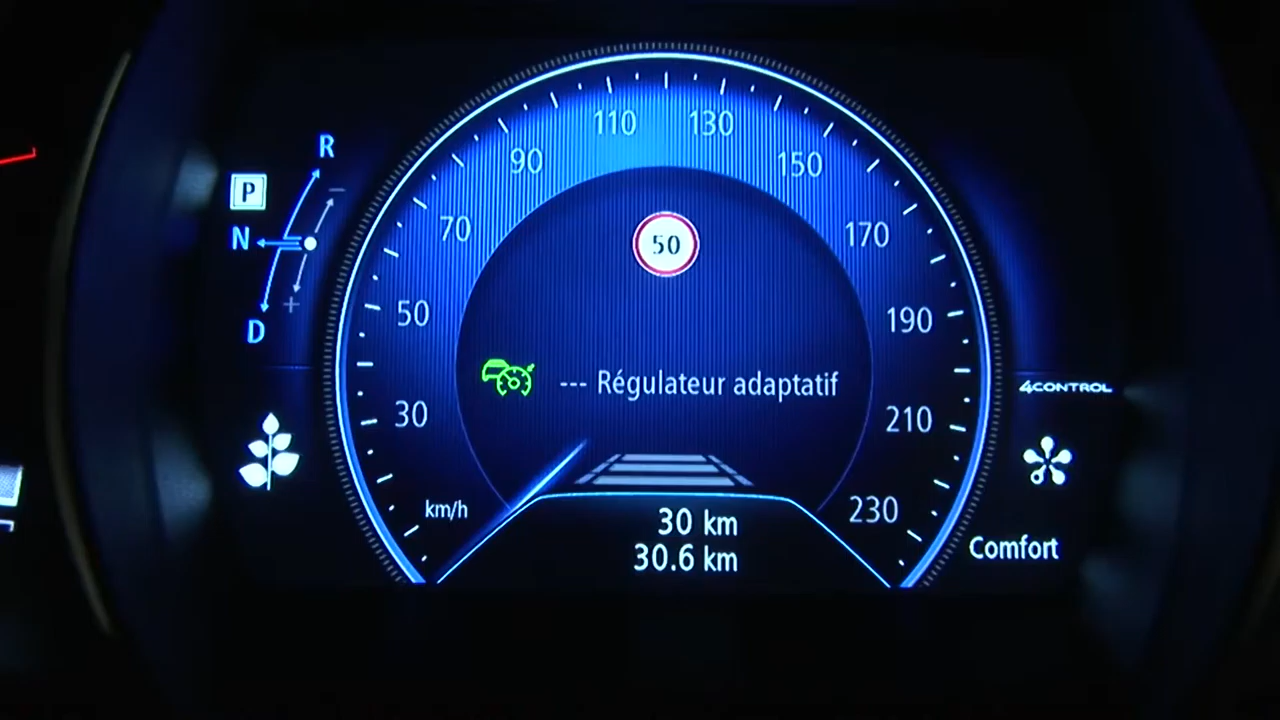 R
P
N
D
110
130
90
150
70
170
50
50
190
30
210
--- Régulateur adaptatif
4CONTROL
km/h
230
30 km
30.6 km
Comfort